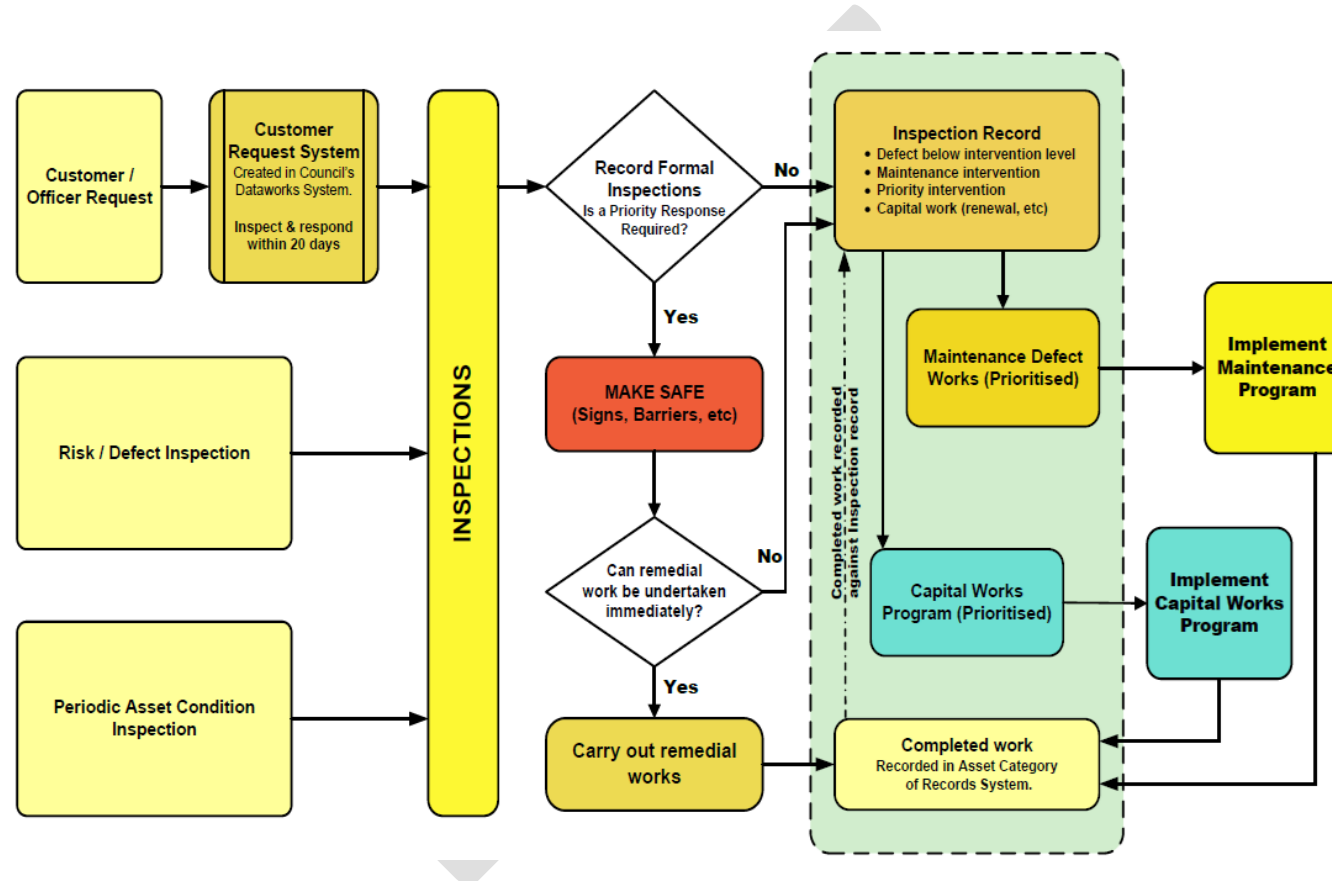 Customer /
Officer Request
Customer
Request System
Created in Council's
Dataworks System.
Inspect & respond
within 20 days
Risk / Defect Inspection
Periodic Asset Condition
Inspection
INSPECTIONS
Record Formal
Inspections
Is a Priority Response
Required?
No
Yes
MAKE SAFE
(Signs, Barriers, etc)
Can remedial
work be undertaken
immediately?
No
Yes
Carry out remedial
works
Inspection Record
• Defect below intervention level
• Maintenance intervention
• Priority intervention
• Capital work (renewal, etc)
Maintenance Defect
Works (Prioritised)
Completed work recorded
against Inspection record
Capital Works
Program (Prioritised)
Completed work
Recorded in Asset Category
of Records System.
Implement
Maintenance
Program
Implement
Capital Works
Program